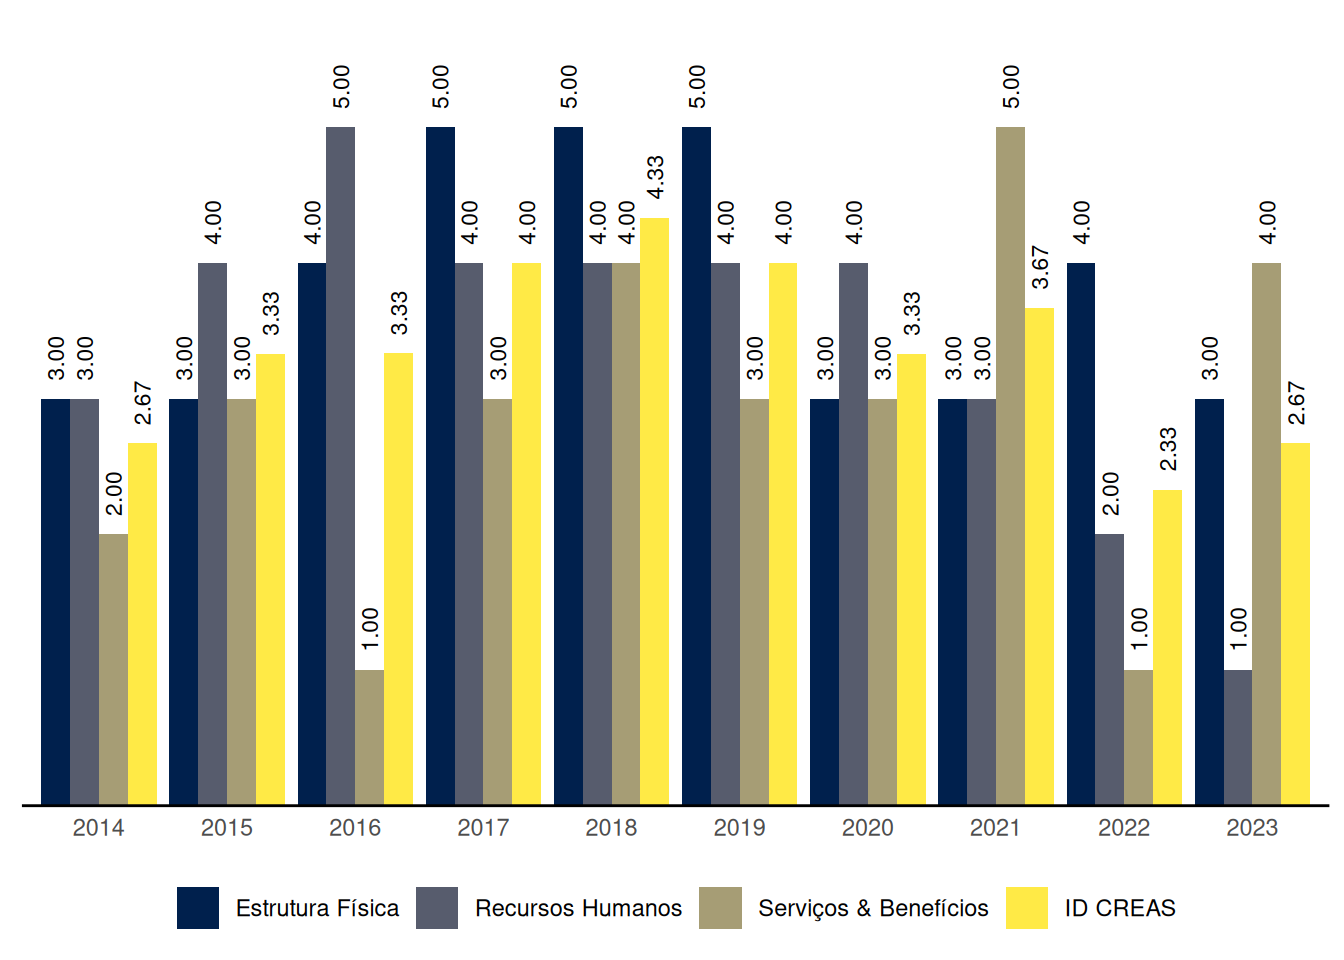 3.00 3.00 2.00 2.67
3.00 4.00 3.00 3.33
4.00 5.00 1.00 3.33
5.00 4.00 3.00 4.00
5.00 4.00 4.00 4.33
5.00 4.00 3.00 4.00
3.00 4.00 3.00 3.33
3.00 3.00 5.00 3.67
4.00 2.00 1.00 2.33
3.00 1.00 4.00 2.67
2014 2015 2016 2017 2018 2019 2020 2021 2022 2023
Estrutura Física Recursos Humanos Serviços & Benefícios ID CREAS